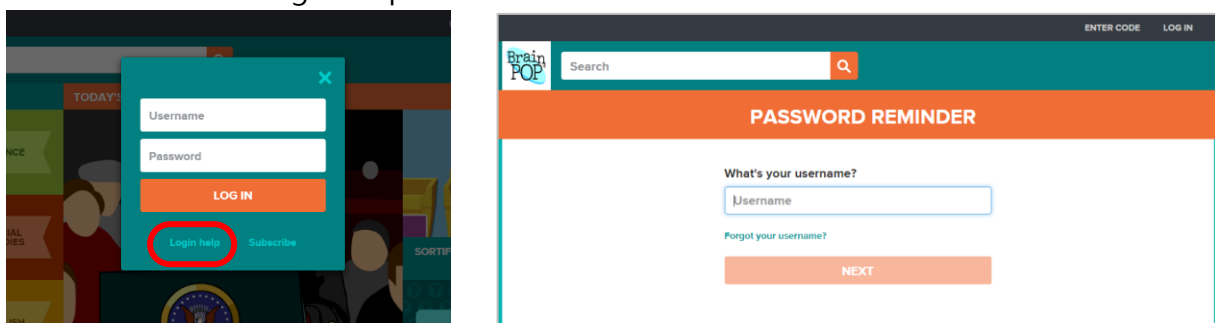 TODAY'S
NCE
IAL
DIES
ISH
Username
Password
LOG IN
Login help Subscribe
SORTIF
ENTER CODE LOG IN
Brain
POP
Search
PASSWORD REMINDER
What's your username?
Username
Forgot your username?
NEXT